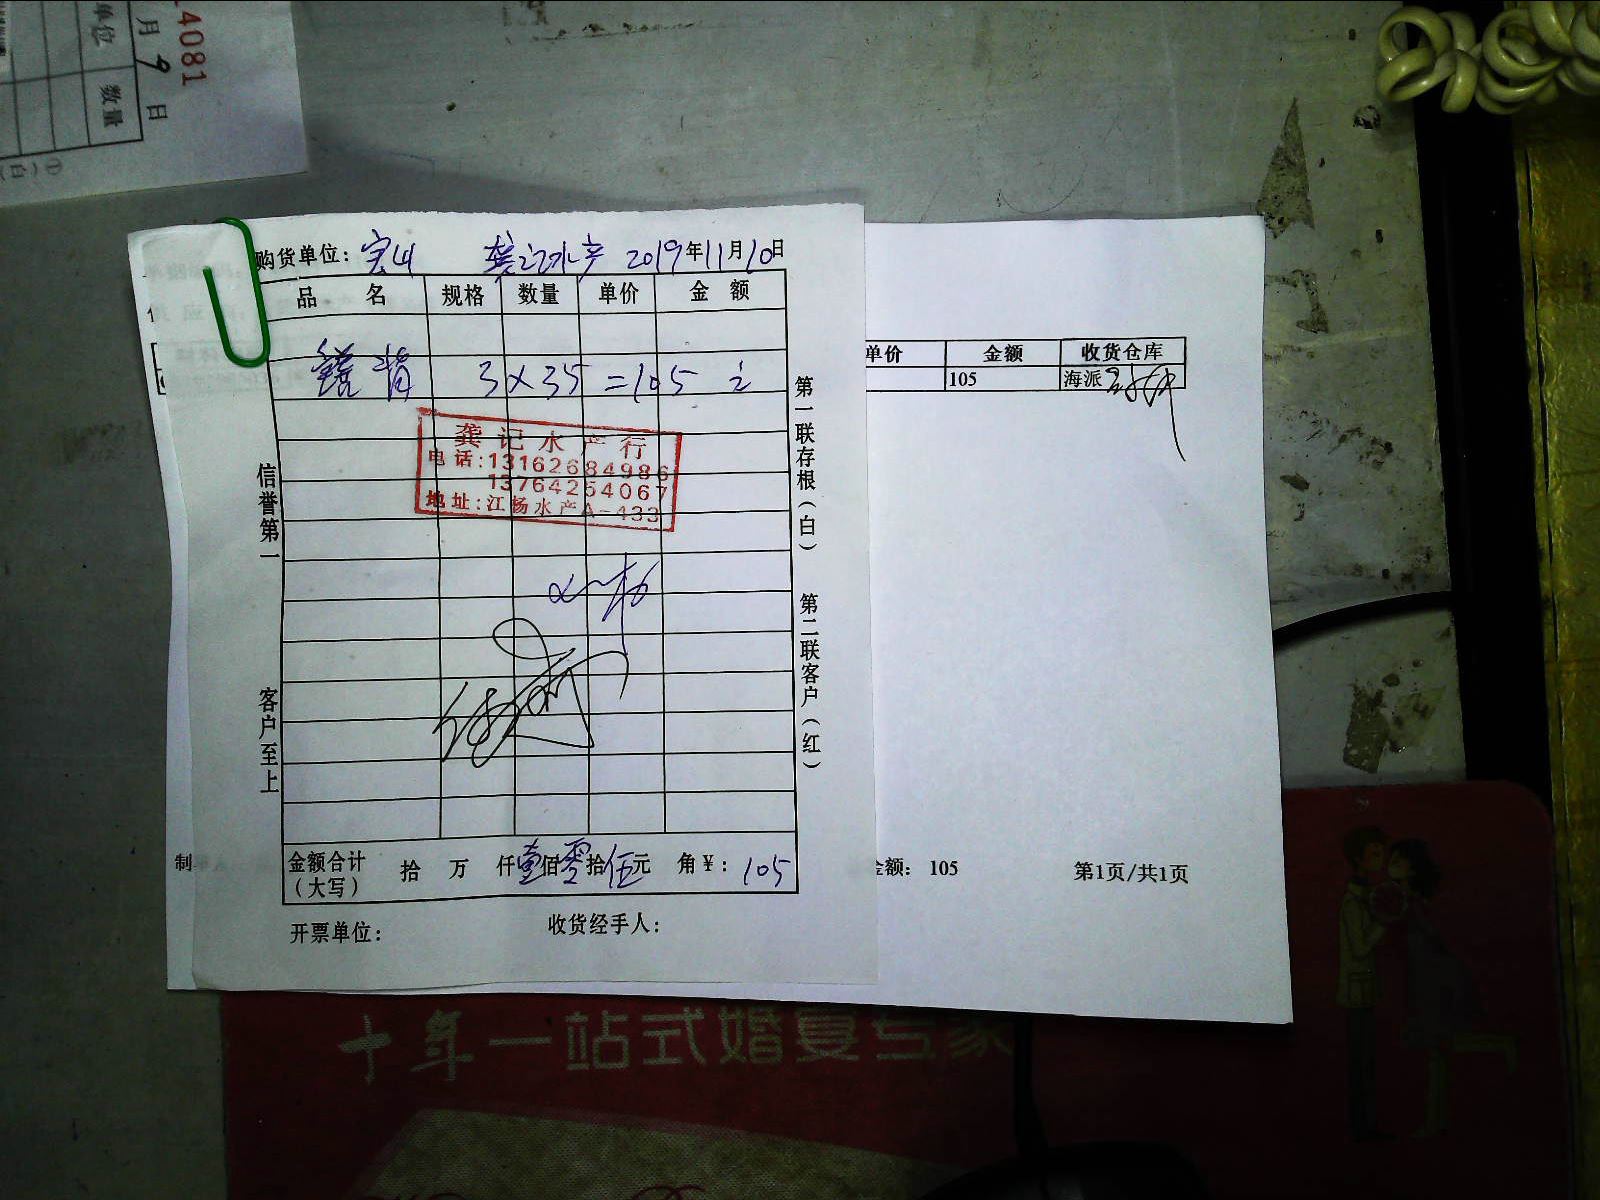 4081
单位
数量
月9日
购货单位：宝山 龚记水产 2019年11月10日
品名 规格 数量 单价 金额
3×35=105
龚记水产行
电话：13162684986
13764254067
地址：江杨水产A-433
信誉第一 客户至上
第一联存根（白） 第二联客户（红）
金额合计（大写） 拾 万 仟壹佰零拾伍元 角￥：105
开票单位： 收货经手人：
单价 金额 收货仓库
105 海派
制
金额： 105 第1页/共1页
十年一站式婚宴专家